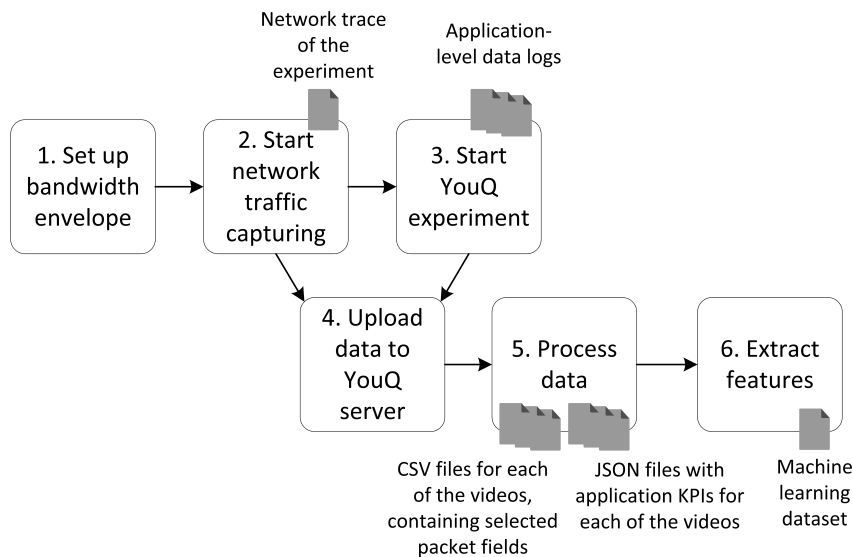 Network trace
of the
experiment
Application-
level data logs
1. Set up
bandwidth
envelope
2. Start
network
traffic
capturing
3. Start
YouQ
experiment
4. Upload
data to
YouQ
server
5. Process
data
6. Extract
features
CSV files for each
of the videos,
containing selected
packet fields
JSON files with
application KPIs for
each of the videos
Machine
learning
dataset